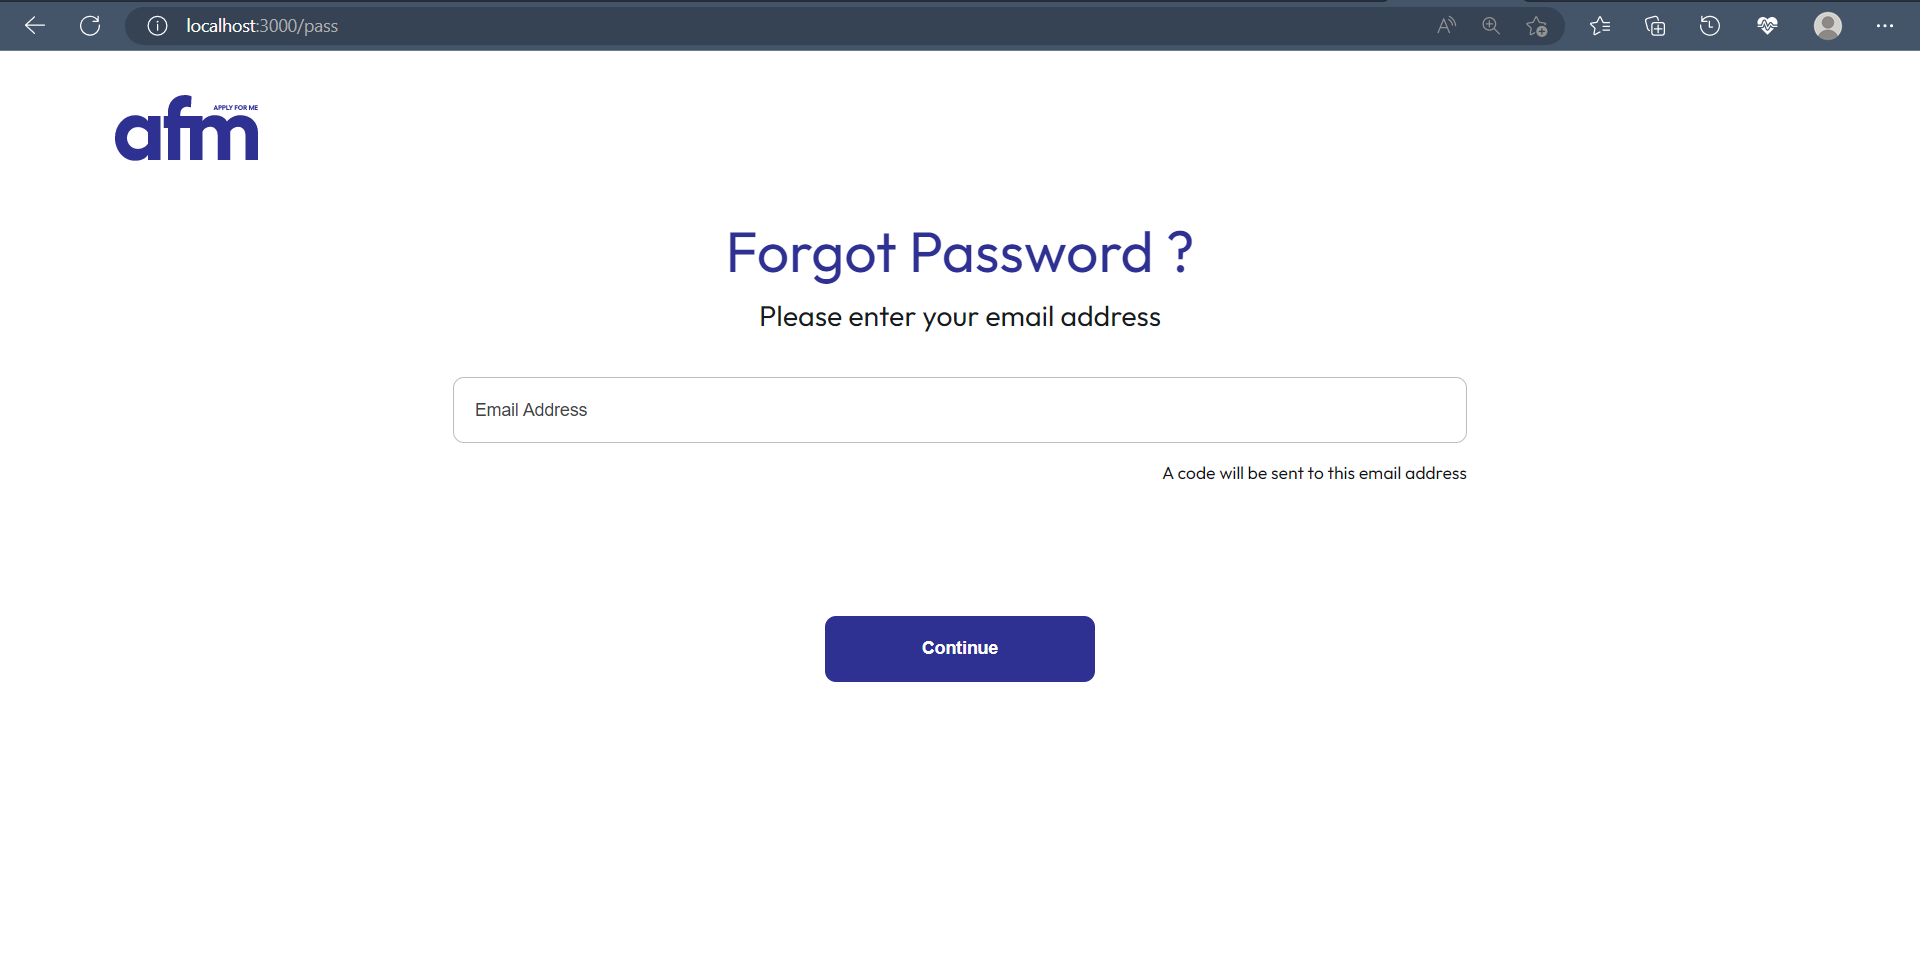 localhost:3000/pass
APPLY FOR ME
afm
Forgot Password ?
Please enter your email address
Email Address
A code will be sent to this email address
Continue